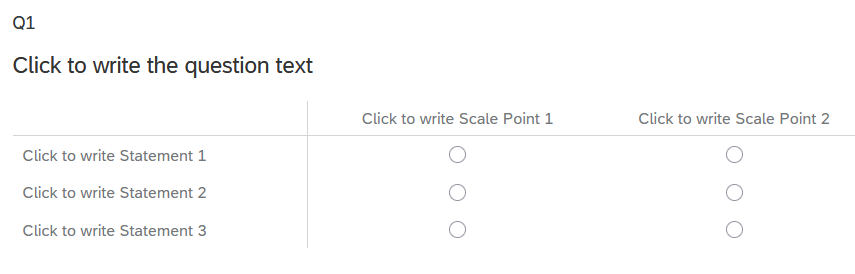 Q1
Click to write the question text
Click to write Scale Point 1 Click to write Scale Point 2
Click to write Statement 1
Click to write Statement 2
Click to write Statement 3